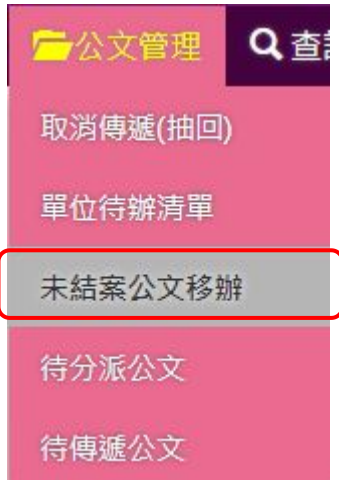 公文管理 查
取消傳遞(抽回)
單位待辦清單
未結案公文移辦
待分派公文
待傳遞公文